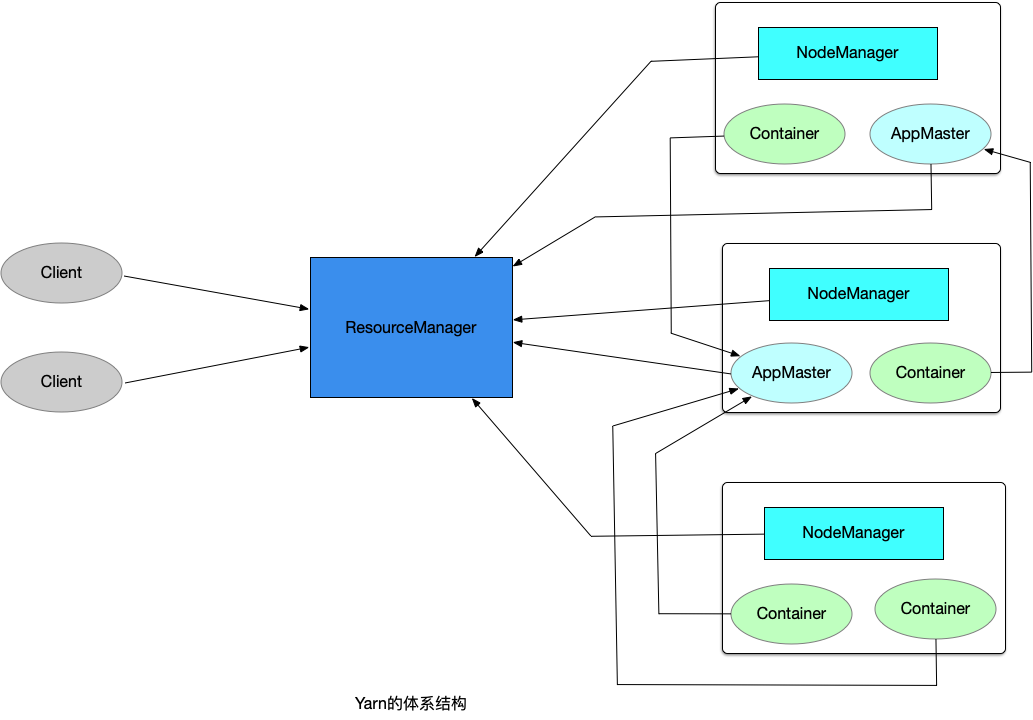 NodeManager
Container
AppMaster
Client
Client
ResourceManager
NodeManager
AppMaster
Container
NodeManager
Container
Container
Yarn的体系结构